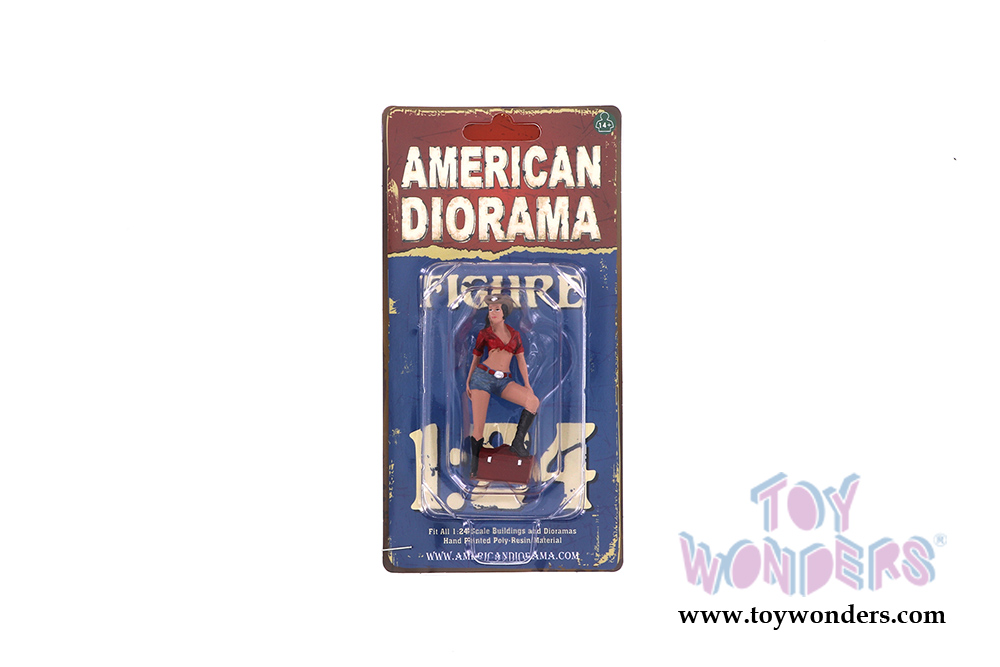 14+
AMERICAN
DIORAMA
FIGURE
1:24
Fit All 1:24 Scale Buildings and Dioramas
Hand Painted Poly-Resin Material
WWW.AMERICANDIORAMA.COM
TOY
WONDERS®
www.toywonders.com